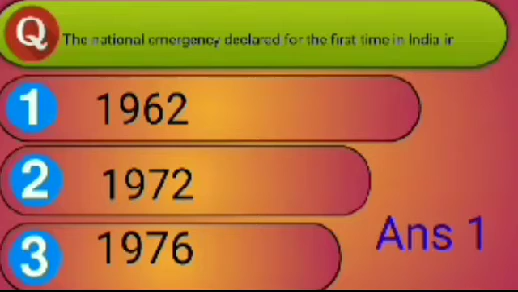 Q The national emergency declared for the first time in India in
1 1962
2 1972
3 1976
Ans 1